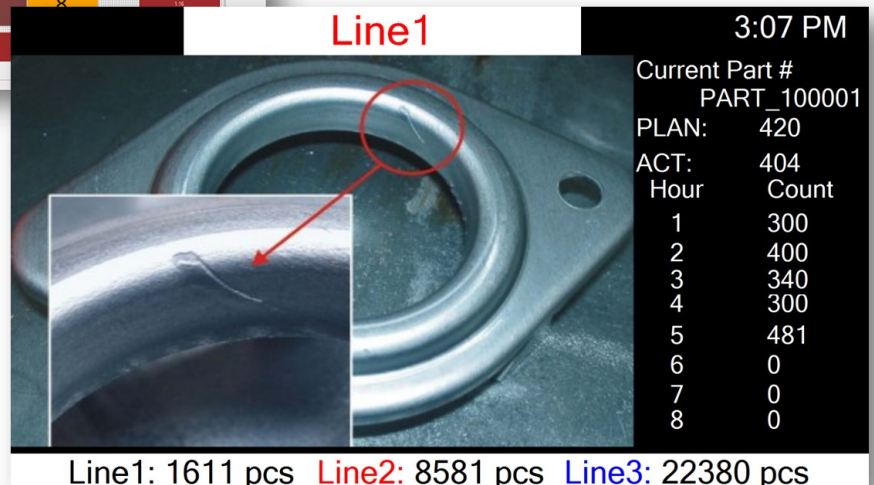 Line1
3:07 PM
Current Part #
PART_100001
PLAN: 420
ACT: 404
Hour Count
1 300
2 400
3 340
4 300
5 481
6 0
7 0
8 0
Line1: 1611 pcs Line2: 8581 pcs Line3: 22380 pcs